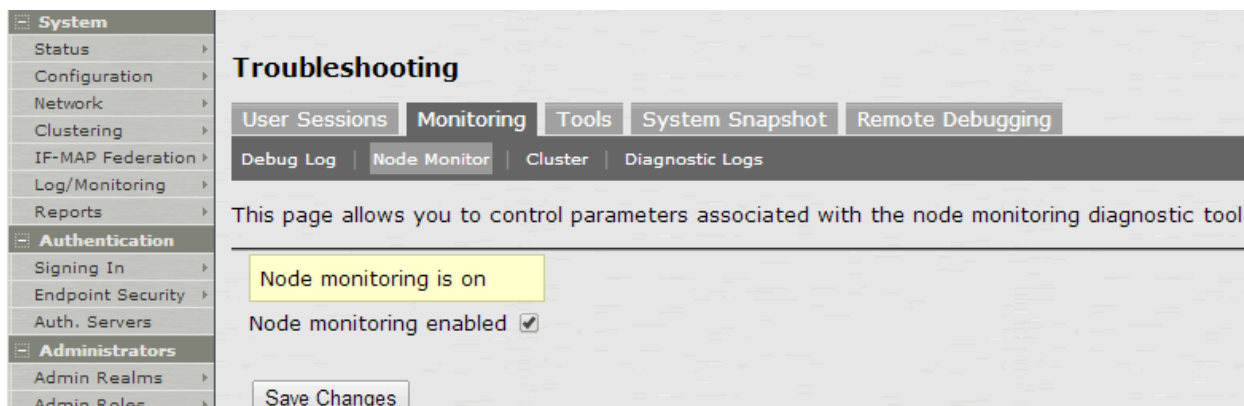 System
Status
Configuration
Network
Clustering
IF-MAP Federation
Log/Monitoring
Reports
Authentication
Signing In
Endpoint Security
Auth. Servers
Administrators
Admin Realms
Admin Roles
Troubleshooting
User Sessions Monitoring Tools System Snapshot Remote Debugging
Debug Log | Node Monitor | Cluster | Diagnostic Logs
This page allows you to control parameters associated with the node monitoring diagnostic tool
Node monitoring is on
Node monitoring enabled
Save Changes